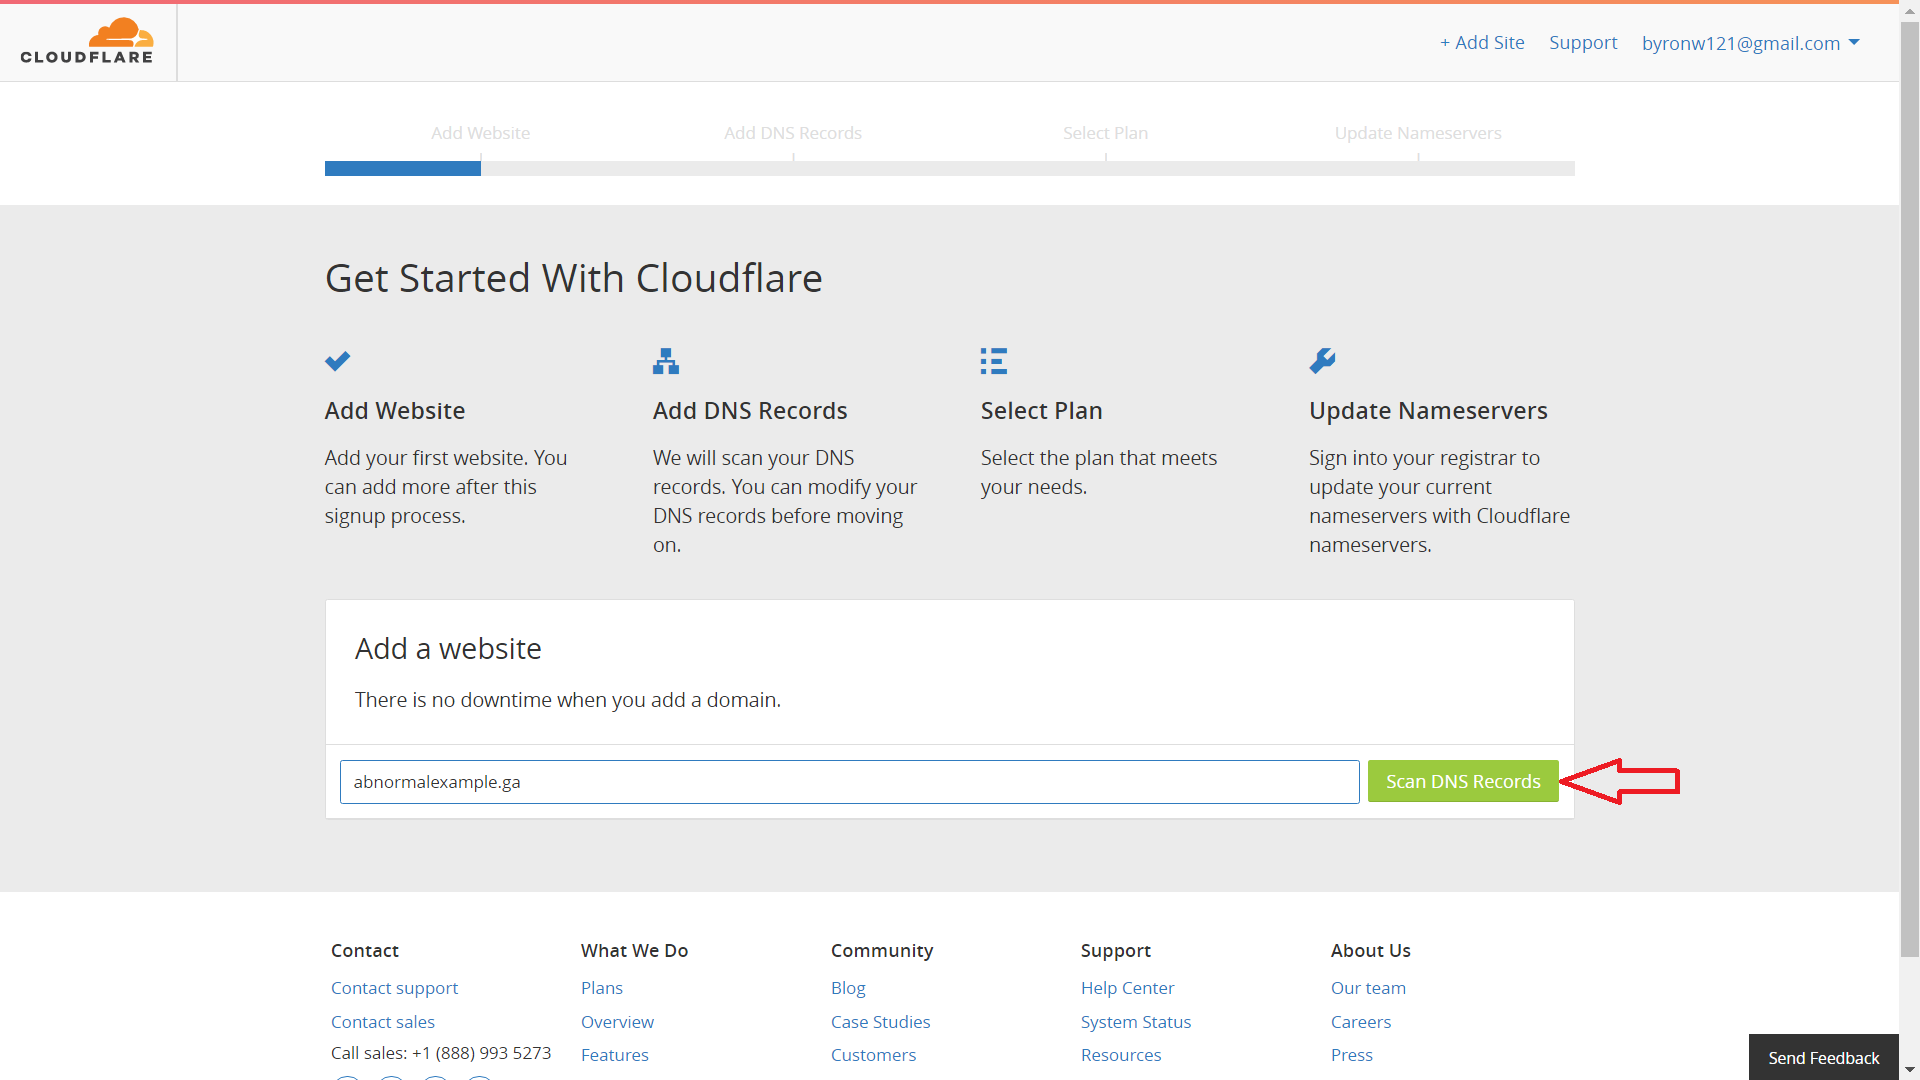 CLOUDFLARE
+ Add Site
Support
byronw121@gmail.com
Add Website
Add DNS Records
Select Plan
Update Nameservers
Get Started With Cloudflare
Add Website
Add your first website. You
can add more after this
signup process.
Add DNS Records
We will scan your DNS
records. You can modify your
DNS records before moving
on.
Select Plan
Select the plan that meets
your needs.
Update Nameservers
Sign into your registrar to
update your current
nameservers with Cloudflare
nameservers.
Add a website
There is no downtime when you add a domain.
abnormalexample.ga
Scan DNS Records
Contact
Contact support
Contact sales
Call sales: +1 (888) 993 5273
What We Do
Plans
Overview
Features
Community
Blog
Case Studies
Customers
Support
Help Center
System Status
Resources
About Us
Our team
Careers
Press
Send Feedback